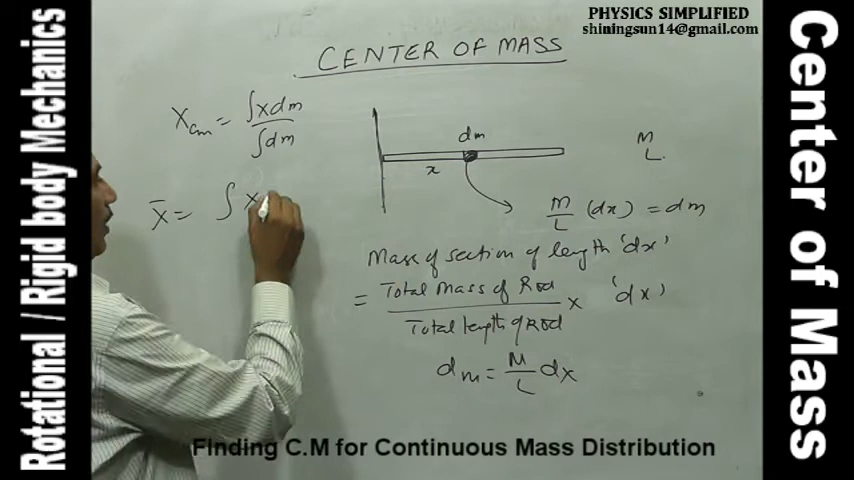 PHYSICS SIMPLIFIED
shiningsun14@gmail.com
Rotational / Rigid body Mechanics
Center of Mass
CENTER OF MASS
Xcm = ∫xdm / ∫dm
dm
x
M / L
x̄ = ∫ x
M/L (dx) = dm
Mass of section of length 'dx'
= Total Mass of Rod / Total length of Rod × 'dx'
dm = M/L dx
Finding C.M for Continuous Mass Distribution